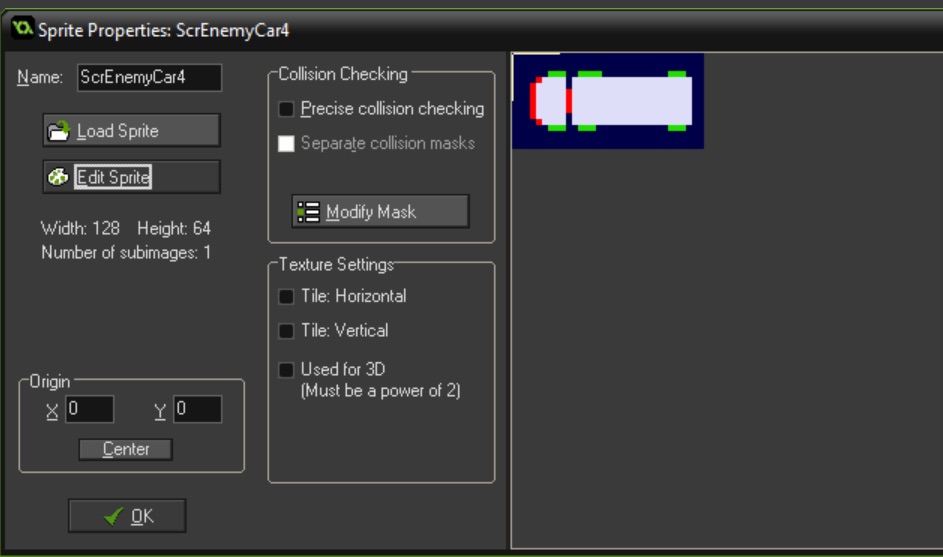 Sprite Properties: ScrEnemyCar4
Name: ScrEnemyCar4
Load Sprite
Edit Sprite
Width: 128 Height: 64
Number of subimages: 1
Origin
X 0 Y 0
Center
OK
Collision Checking
Precise collision checking
Separate collision masks
Modify Mask
Texture Settings
Tile: Horizontal
Tile: Vertical
Used for 3D
(Must be a power of 2)